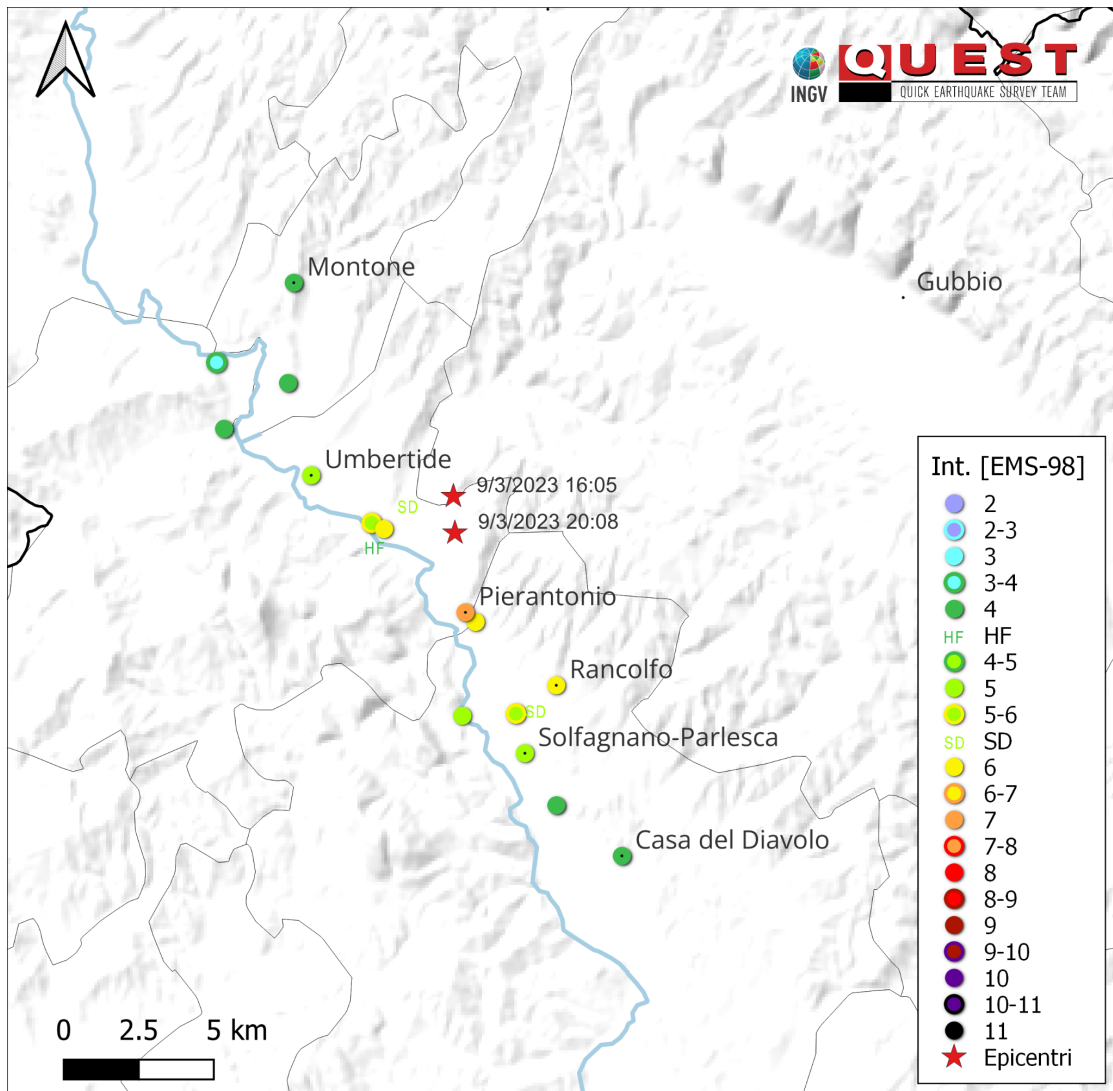 INGV
QUEST
QUICK EARTHQUAKE SURVEY TEAM
Montone
Gubbio
Umbertide
9/3/2023 16:05
SD
9/3/2023 20:08
HF
Pierantonio
Rancolfo
SD
Solfagnano-Parlesca
Casa del Diavolo
Int. [EMS-98]
2
2-3
3
3-4
4
HF HF
4-5
5
5-6
SD SD
6
6-7
7
7-8
8
8-9
9
9-10
10
10-11
11
Epicentri
0 2.5 5 km